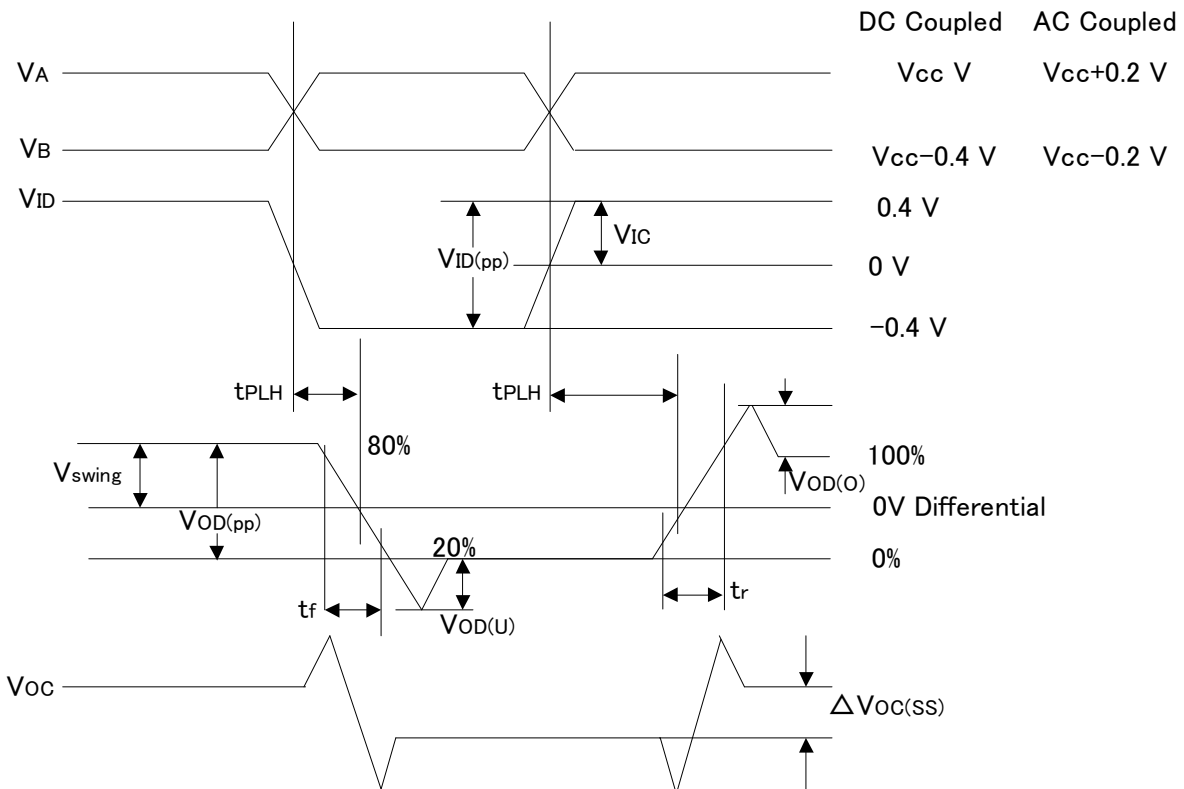 DC Coupled AC Coupled
VA Vcc V Vcc+0.2 V
VB Vcc-0.4 V Vcc-0.2 V
VID 0.4 V
VIC
VID(pp) 0 V
-0.4 V
tPLH tPLH
80% 100%
Vswing VOD(O)
0V Differential
VOD(pp)
20% 0%
tf tr
VOD(U)
VOC
△VOC(SS)